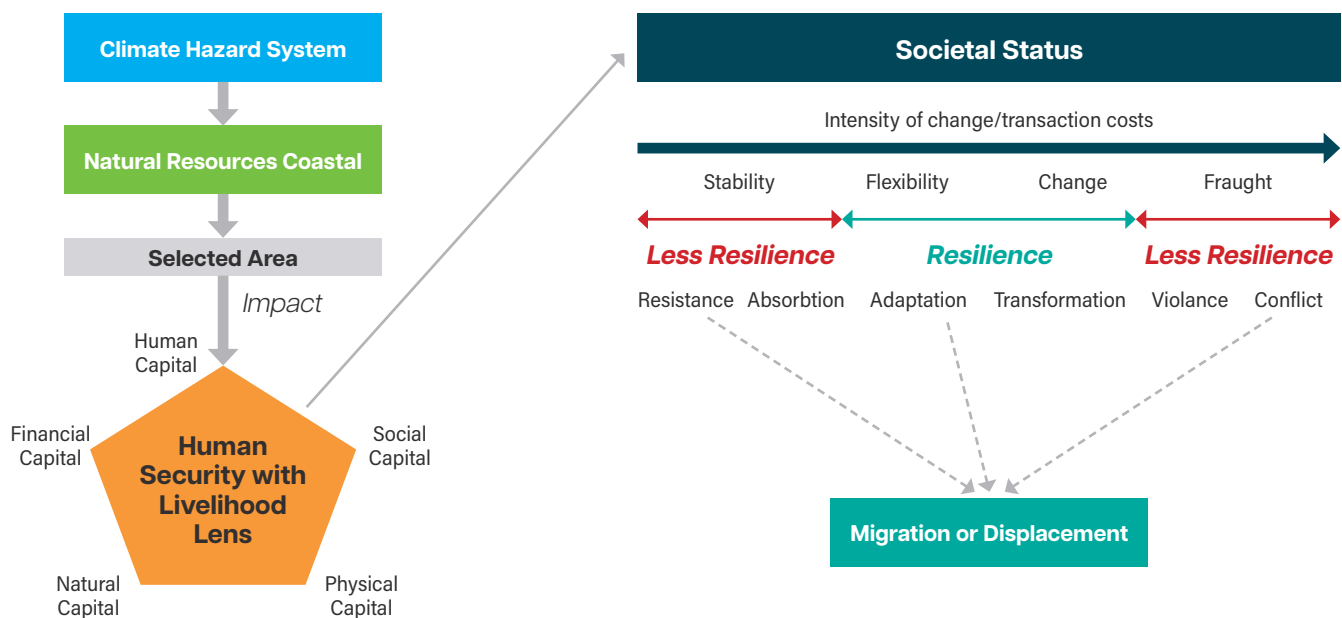 Climate Hazard System
Natural Resources Coastal
Selected Area
Impact
Human
Capital
Financial
Capital
Social
Capital
Human
Security with
Livelihood
Lens
Natural
Capital
Physical
Capital
Societal Status
Intensity of change/transaction costs
Stability
Flexibility
Change
Fraught
Less Resilience
Resilience
Less Resilience
Resistance
Absorbtion
Adaptation
Transformation
Violance
Conflict
Migration or Displacement